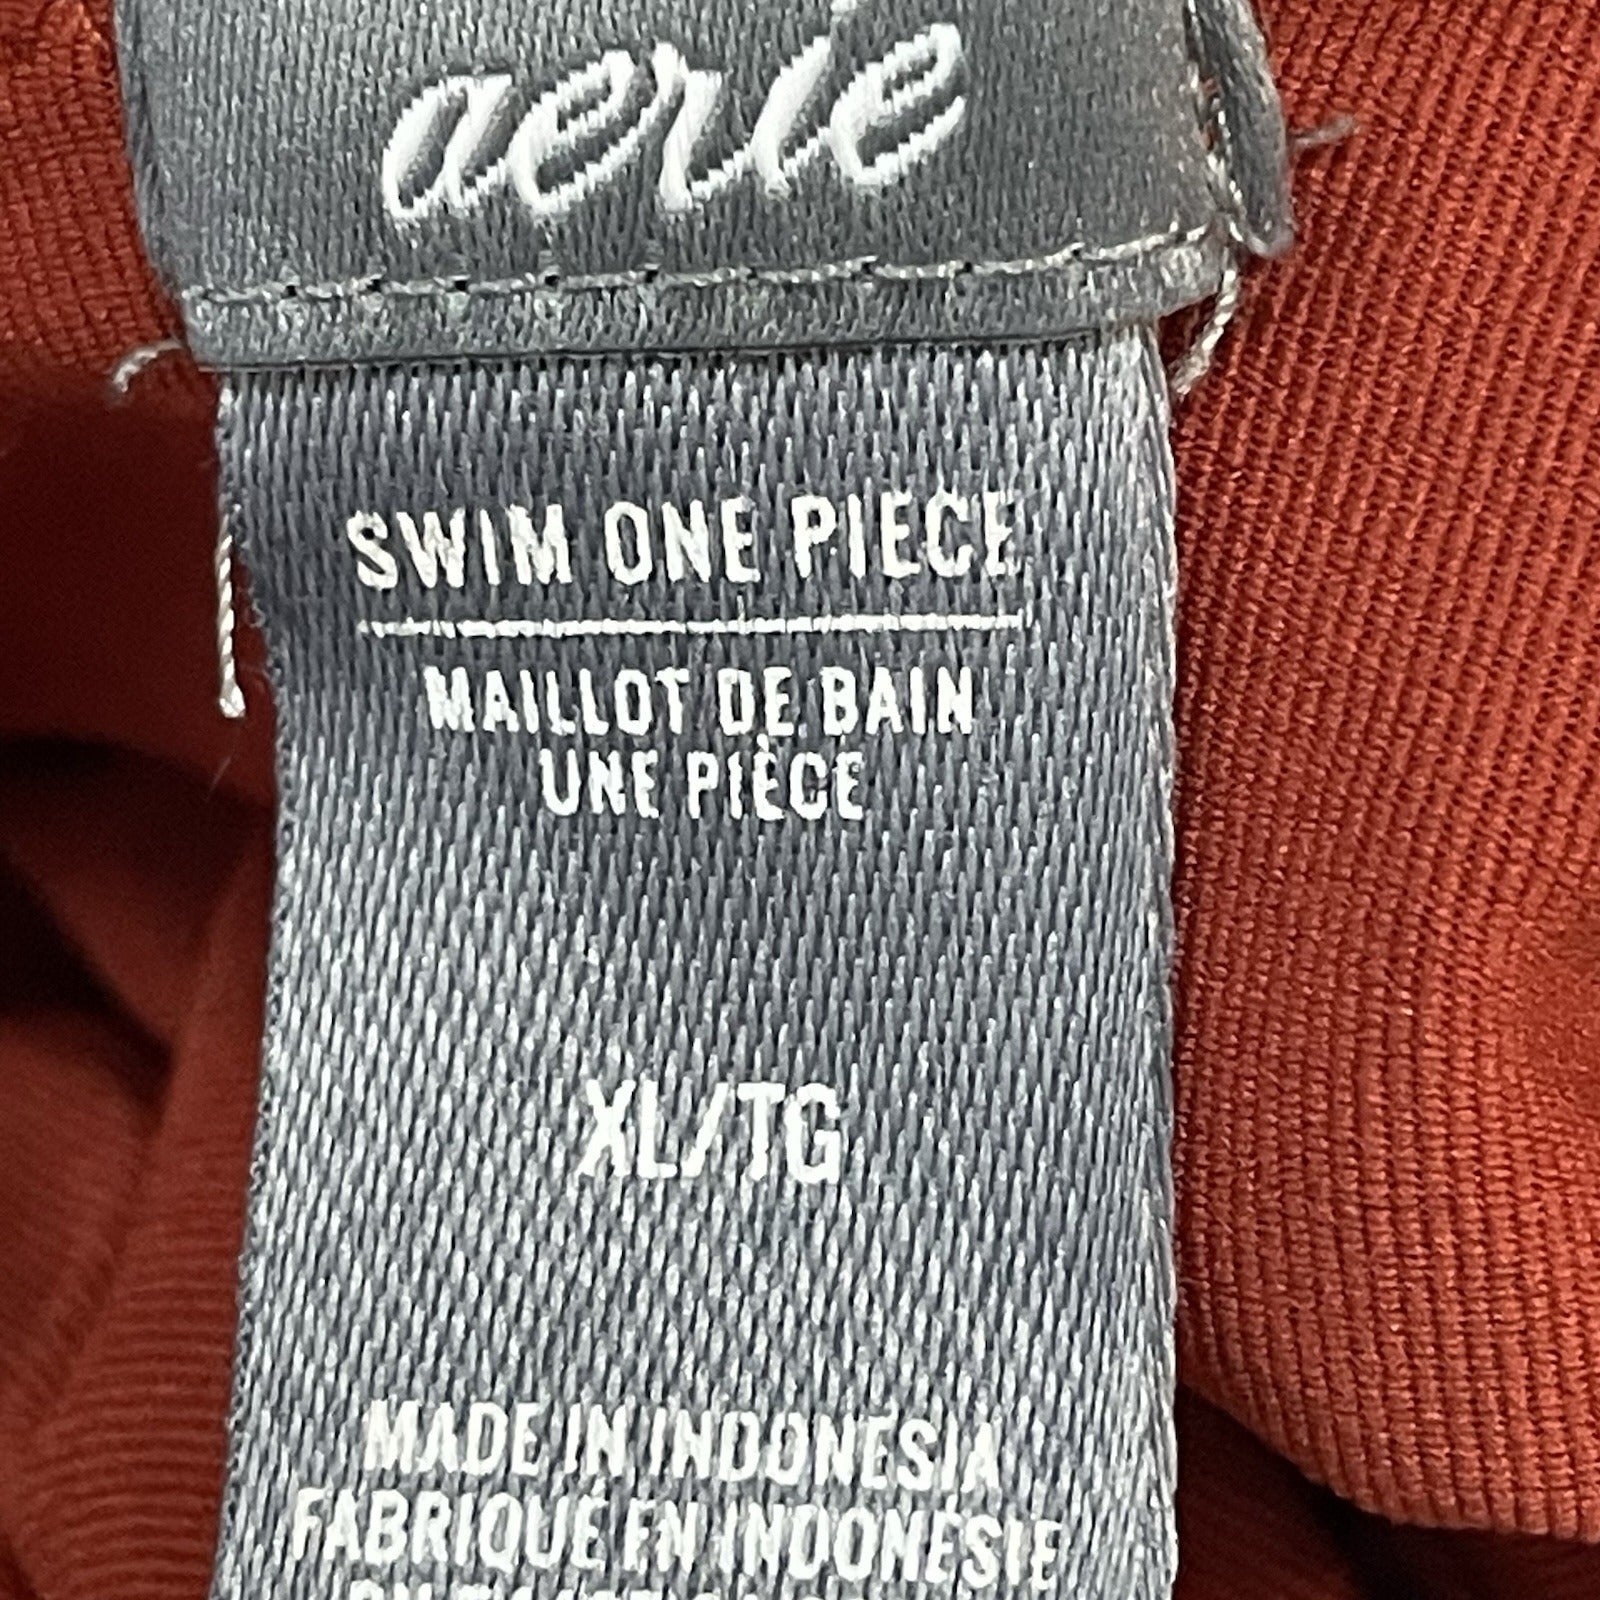 aerie
SWIM ONE PIECE
MAILLOT DE BAIN
UNE PIÈCE
XL/TG
MADE IN INDONESIA
FABRIQUÉ EN INDONÉSIE